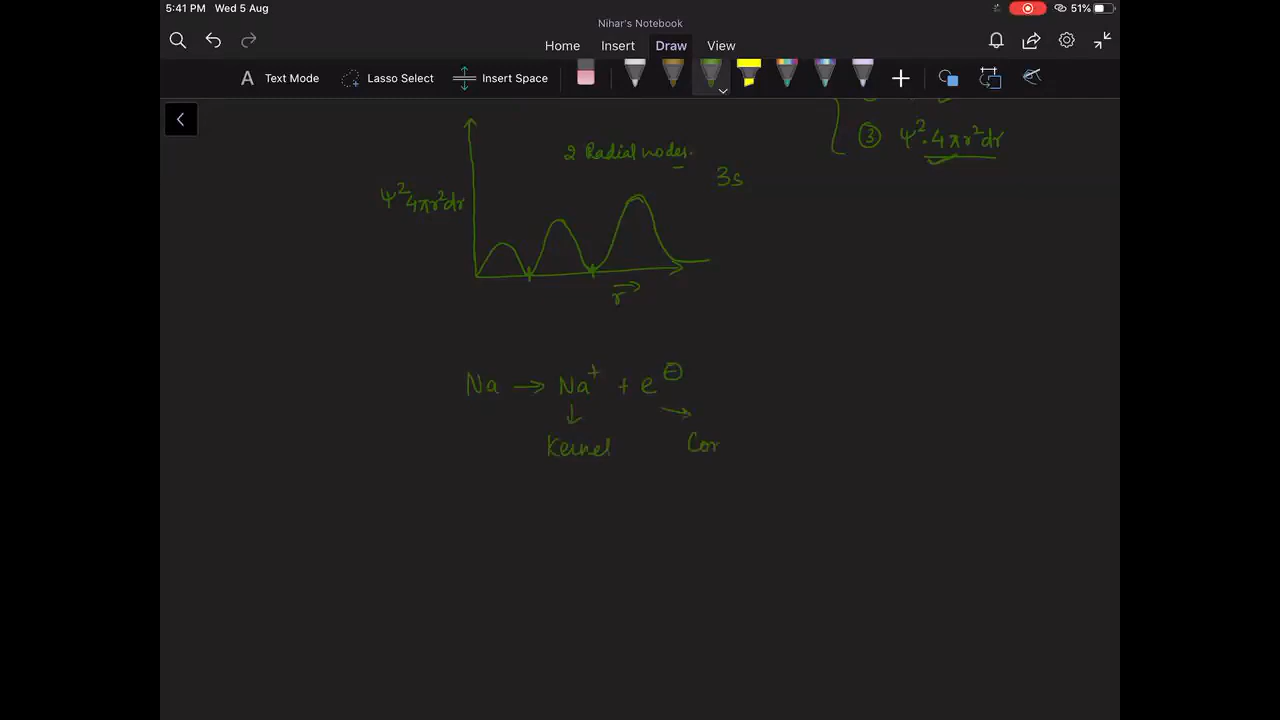 5:41 PM Wed 5 Aug
51%
Nihar's Notebook
Home Insert Draw View
A Text Mode Lasso Select Insert Space
③ ψ².4πr²dr
2 Radial nodes.
3s
ψ²4πr²dr
r
Na → Na⁺ + e⊖
Kernel Cor